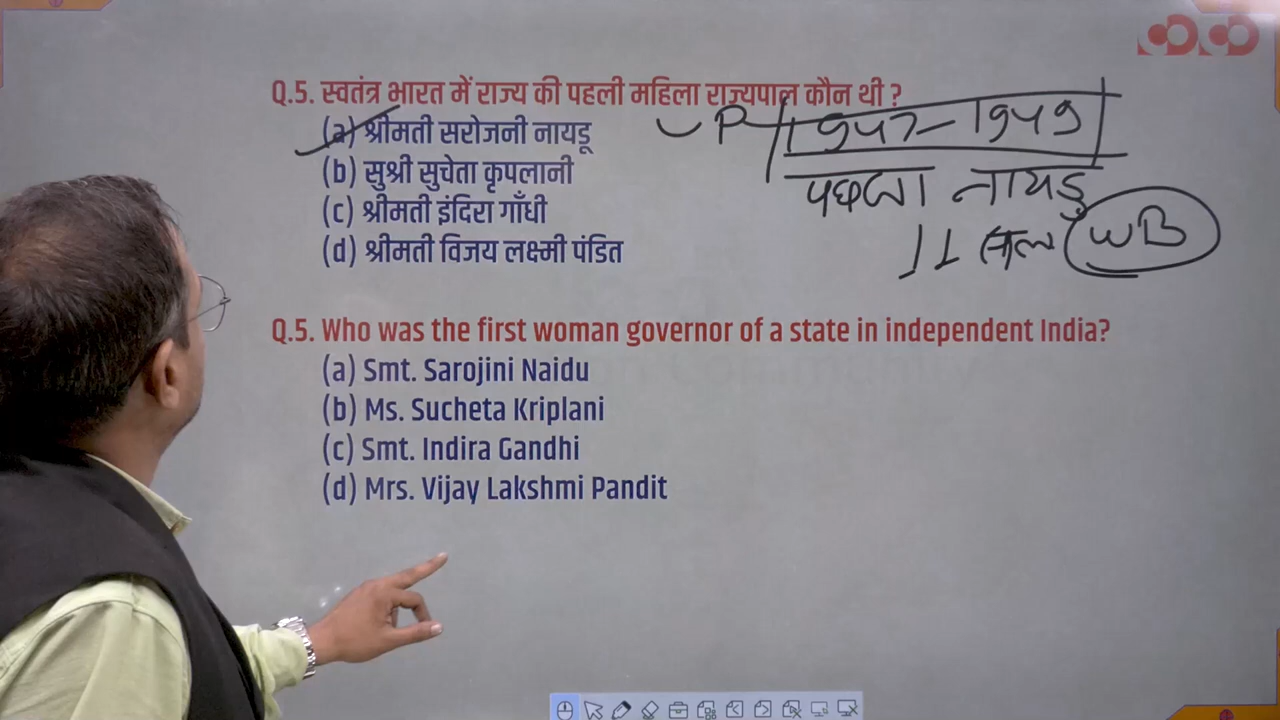 Q.5. स्वतंत्र भारत में राज्य की पहली महिला राज्यपाल कौन थी ?
(a) श्रीमती सरोजनी नायडू
UP 1947-1949
(b) सुश्री सुचेता कृपलानी
नायडु
(c) श्रीमती इंदिरा गाँधी
11 साल WB
(d) श्रीमती विजय लक्ष्मी पंडित
Q.5. Who was the first woman governor of a state in independent India?
(a) Smt. Sarojini Naidu
(b) Ms. Sucheta Kriplani
(c) Smt. Indira Gandhi
(d) Mrs. Vijay Lakshmi Pandit